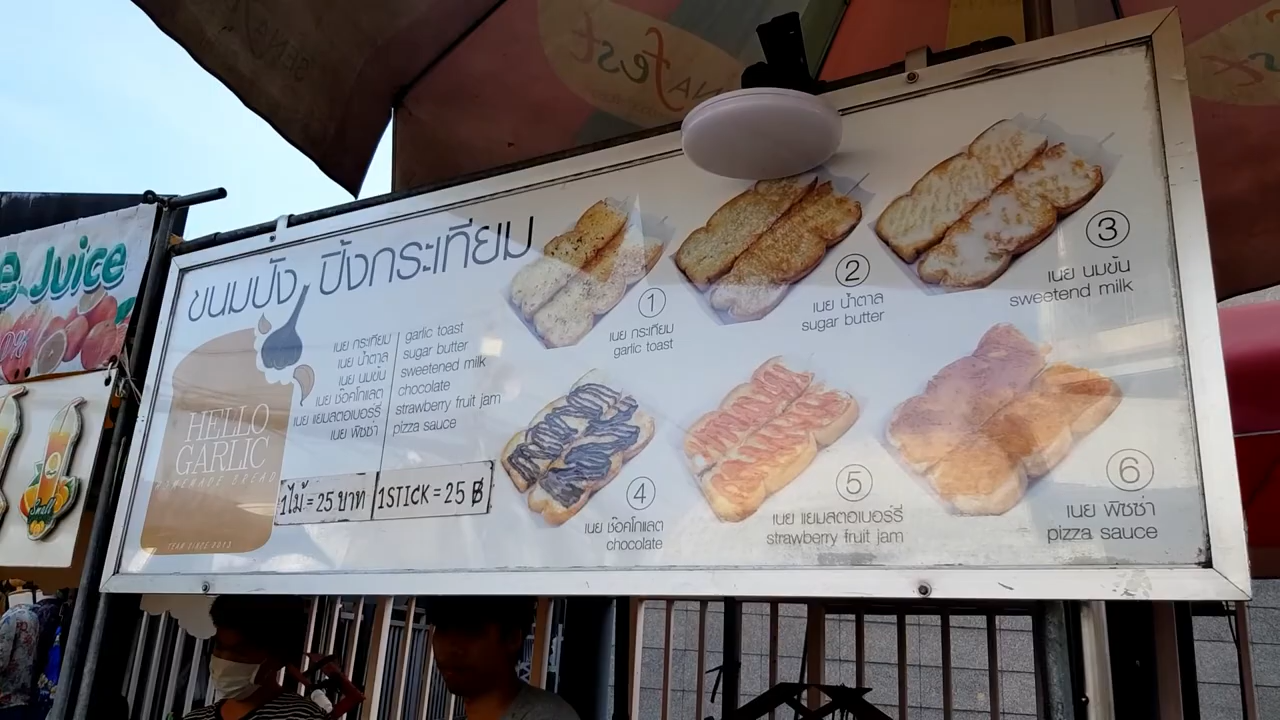 e Juice
0%
Small
fest
ขนมปัง ปิ้งกระเทียม
HELLO
GARLIC
HOMEMADE BREAD
เนย กระเทียม garlic toast
เนย น้ำตาล sugar butter
เนย นมข้น sweetened milk
เนย ช๊อคโกแลต chocolate
เนย แยมสตอเบอร์รี่ strawberry fruit jam
เนย พิซซ่า pizza sauce
1ไม้ = 25 บาท 1STICK = 25 ฿
1
เนย กระเทียม
garlic toast
2
เนย น้ำตาล
sugar butter
3
เนย นมข้น
sweetend milk
4
เนย ช๊อคโกแลต
chocolate
5
เนย แยมสตอเบอร์รี่
strawberry fruit jam
6
เนย พิซซ่า
pizza sauce